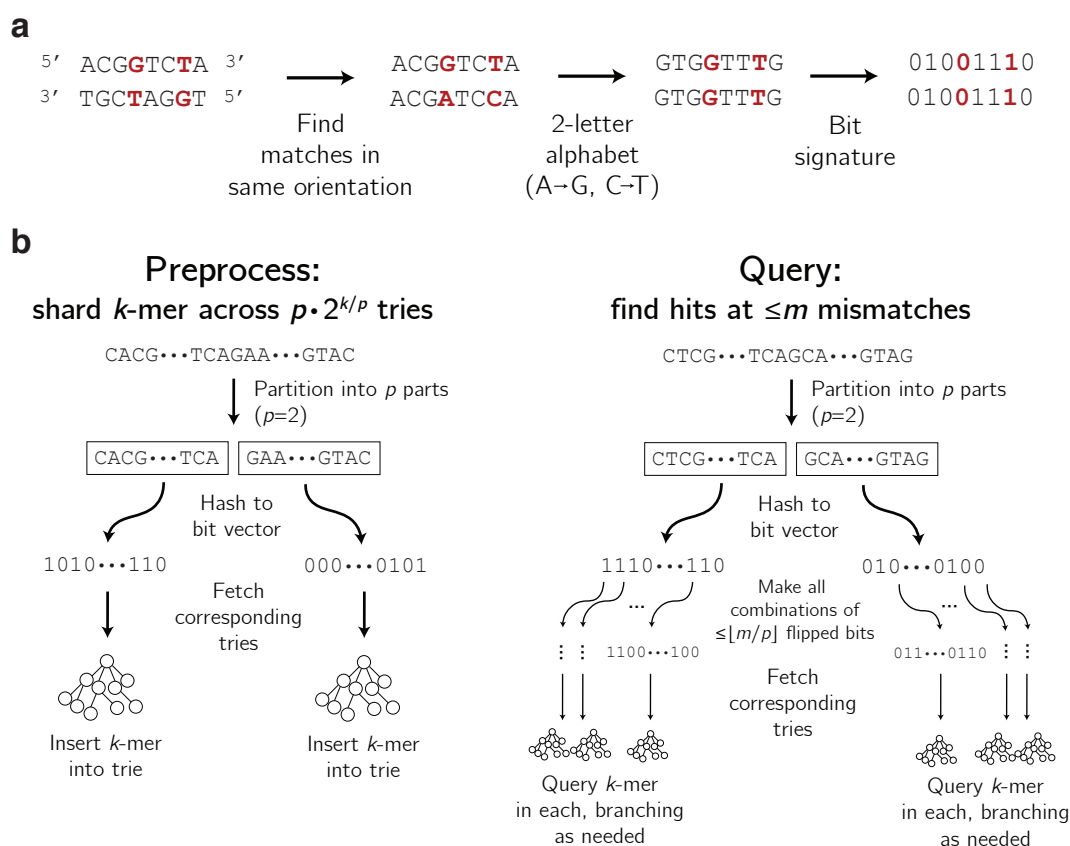 a
5′ ACGGTCTA 3′
3′ TGCTAGGT 5′
Find
matches in
same orientation
ACGGTCTA
ACGATCCA
2-letter
alphabet
(A→G, C→T)
GTGGTTTG
GTGGTTTG
Bit
signature
01001110
01001110
b
Preprocess:
shard k-mer across p·2^{k/p} tries
CACG···TCAGAA···GTAC
Partition into p parts
(p=2)
CACG···TCA GAA···GTAC
Hash to
bit vector
1010···110 000···0101
Fetch
corresponding
tries
Insert k-mer
into trie
Insert k-mer
into trie
Query:
find hits at ≤m mismatches
CTCG···TCAGCA···GTAG
Partition into p parts
(p=2)
CTCG···TCA GCA···GTAG
Hash to
bit vector
1110···110 010···0100
Make all
combinations of
≤⌊m/p⌋ flipped bits
... ...
⋮ ⋮ 1100···100 011···0110 ⋮ ⋮
Fetch
corresponding
tries
Query k-mer
in each, branching
as needed
Query k-mer
in each, branching
as needed